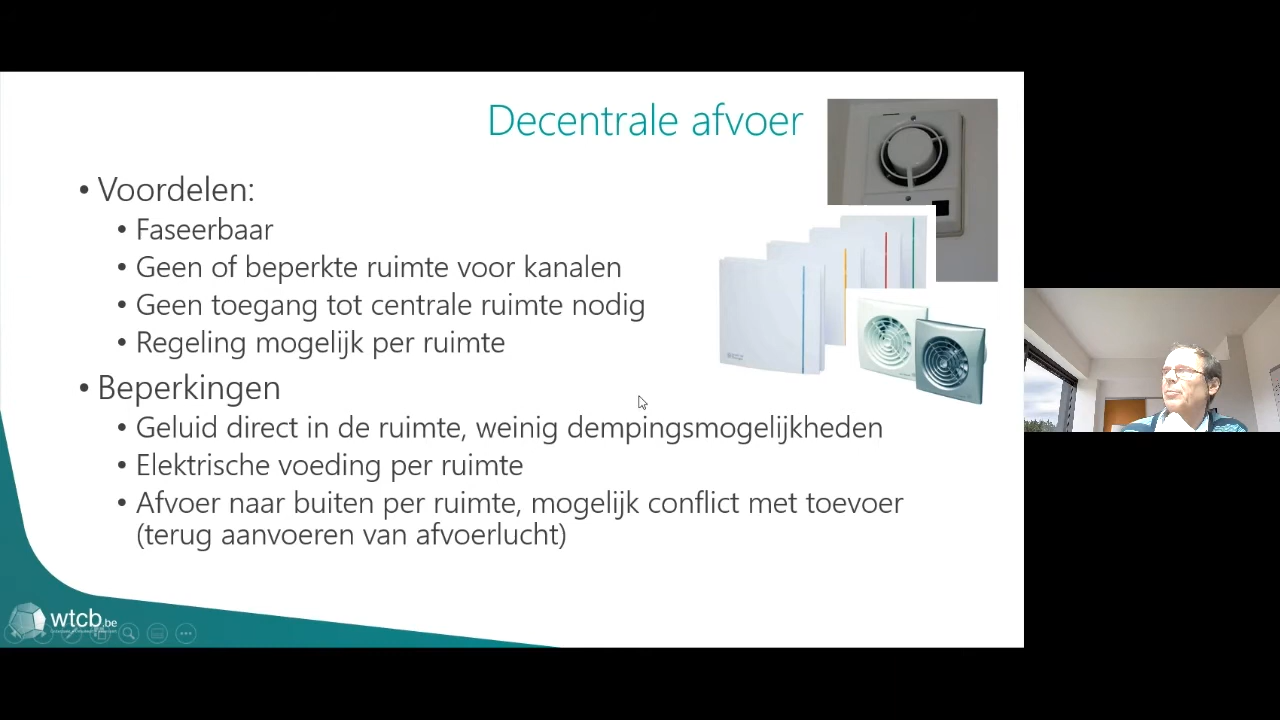 Decentrale afvoer
• Voordelen:
• Faseerbaar
• Geen of beperkte ruimte voor kanalen
• Geen toegang tot centrale ruimte nodig
• Regeling mogelijk per ruimte
• Beperkingen
• Geluid direct in de ruimte, weinig dempingsmogelijkheden
• Elektrische voeding per ruimte
• Afvoer naar buiten per ruimte, mogelijk conflict met toevoer
(terug aanvoeren van afvoerlucht)
wtcb.be